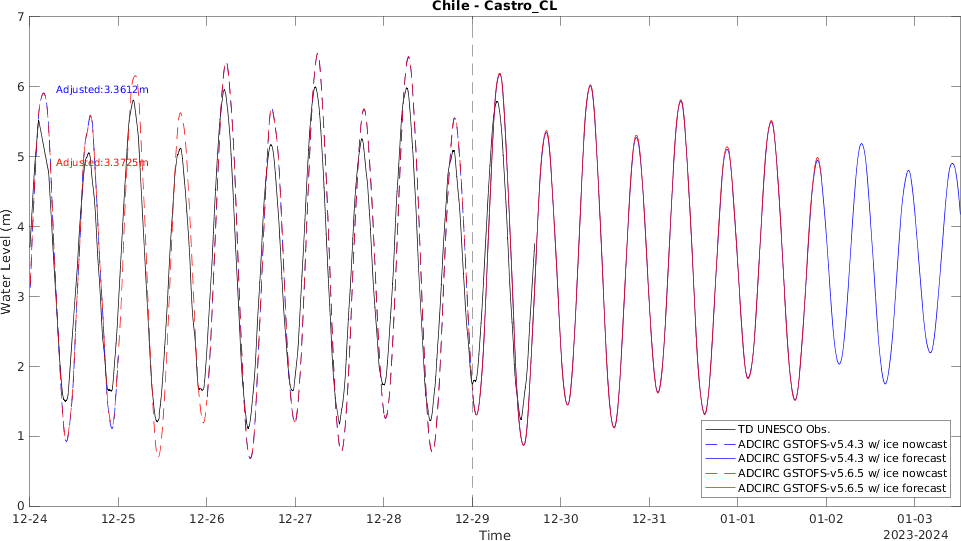 Chile - Castro_CL
Water Level (m)
7
6
5
4
3
2
1
0
Adjusted:3.3612m
Adjusted:3.3725m
TD UNESCO Obs.
ADCIRC GSTOFS-v5.4.3 w/ ice nowcast
ADCIRC GSTOFS-v5.4.3 w/ ice forecast
ADCIRC GSTOFS-v5.6.5 w/ ice nowcast
ADCIRC GSTOFS-v5.6.5 w/ ice forecast
12-24 12-25 12-26 12-27 12-28 12-29 12-30 12-31 01-01 01-02 01-03
Time
2023-2024